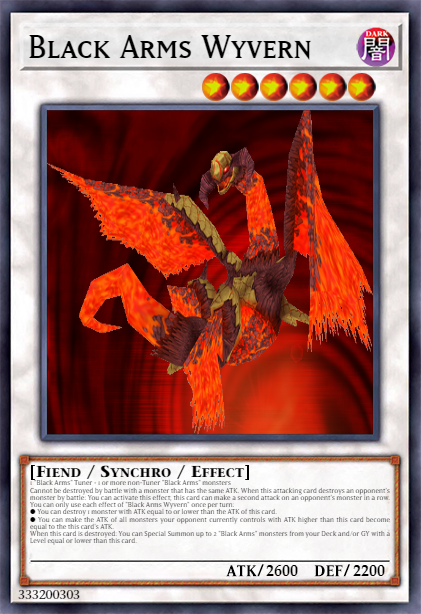 Black Arms Wyvern
DARK
闇
[Fiend / Synchro / Effect]
1 "Black Arms" Tuner - 1 or more non-Tuner "Black Arms" monsters
Cannot be destroyed by battle with a monster that has the same ATK. When this attacking card destroys an opponent's
monster by battle: You can activate this effect; this card can make a second attack on an opponent's monster in a row.
You can only use each effect of "Black Arms Wyvern" once per turn.
● You can destroy 1 monster with ATK equal to or lower than the ATK of this card.
● You can make the ATK of all monsters your opponent currently controls with ATK higher than this card become
equal to the this card's ATK.
When this card is destroyed: You can Special Summon up to 2 "Black Arms" monsters from your Deck and/or GY with a
Level equal or lower than this card.
ATK/2600 DEF/2200
333200303